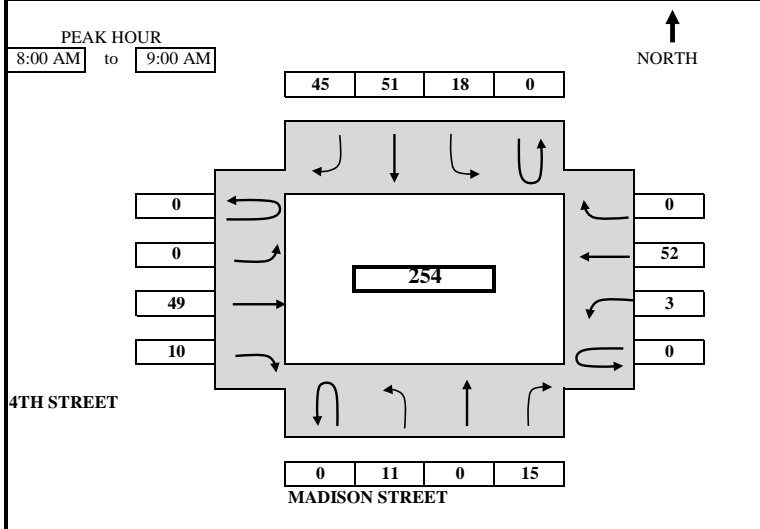 PEAK HOUR
8:00 AM to 9:00 AM
NORTH
45 51 18 0
0 0
0 52
254
49 3
10 0
4TH STREET
0 11 0 15
MADISON STREET